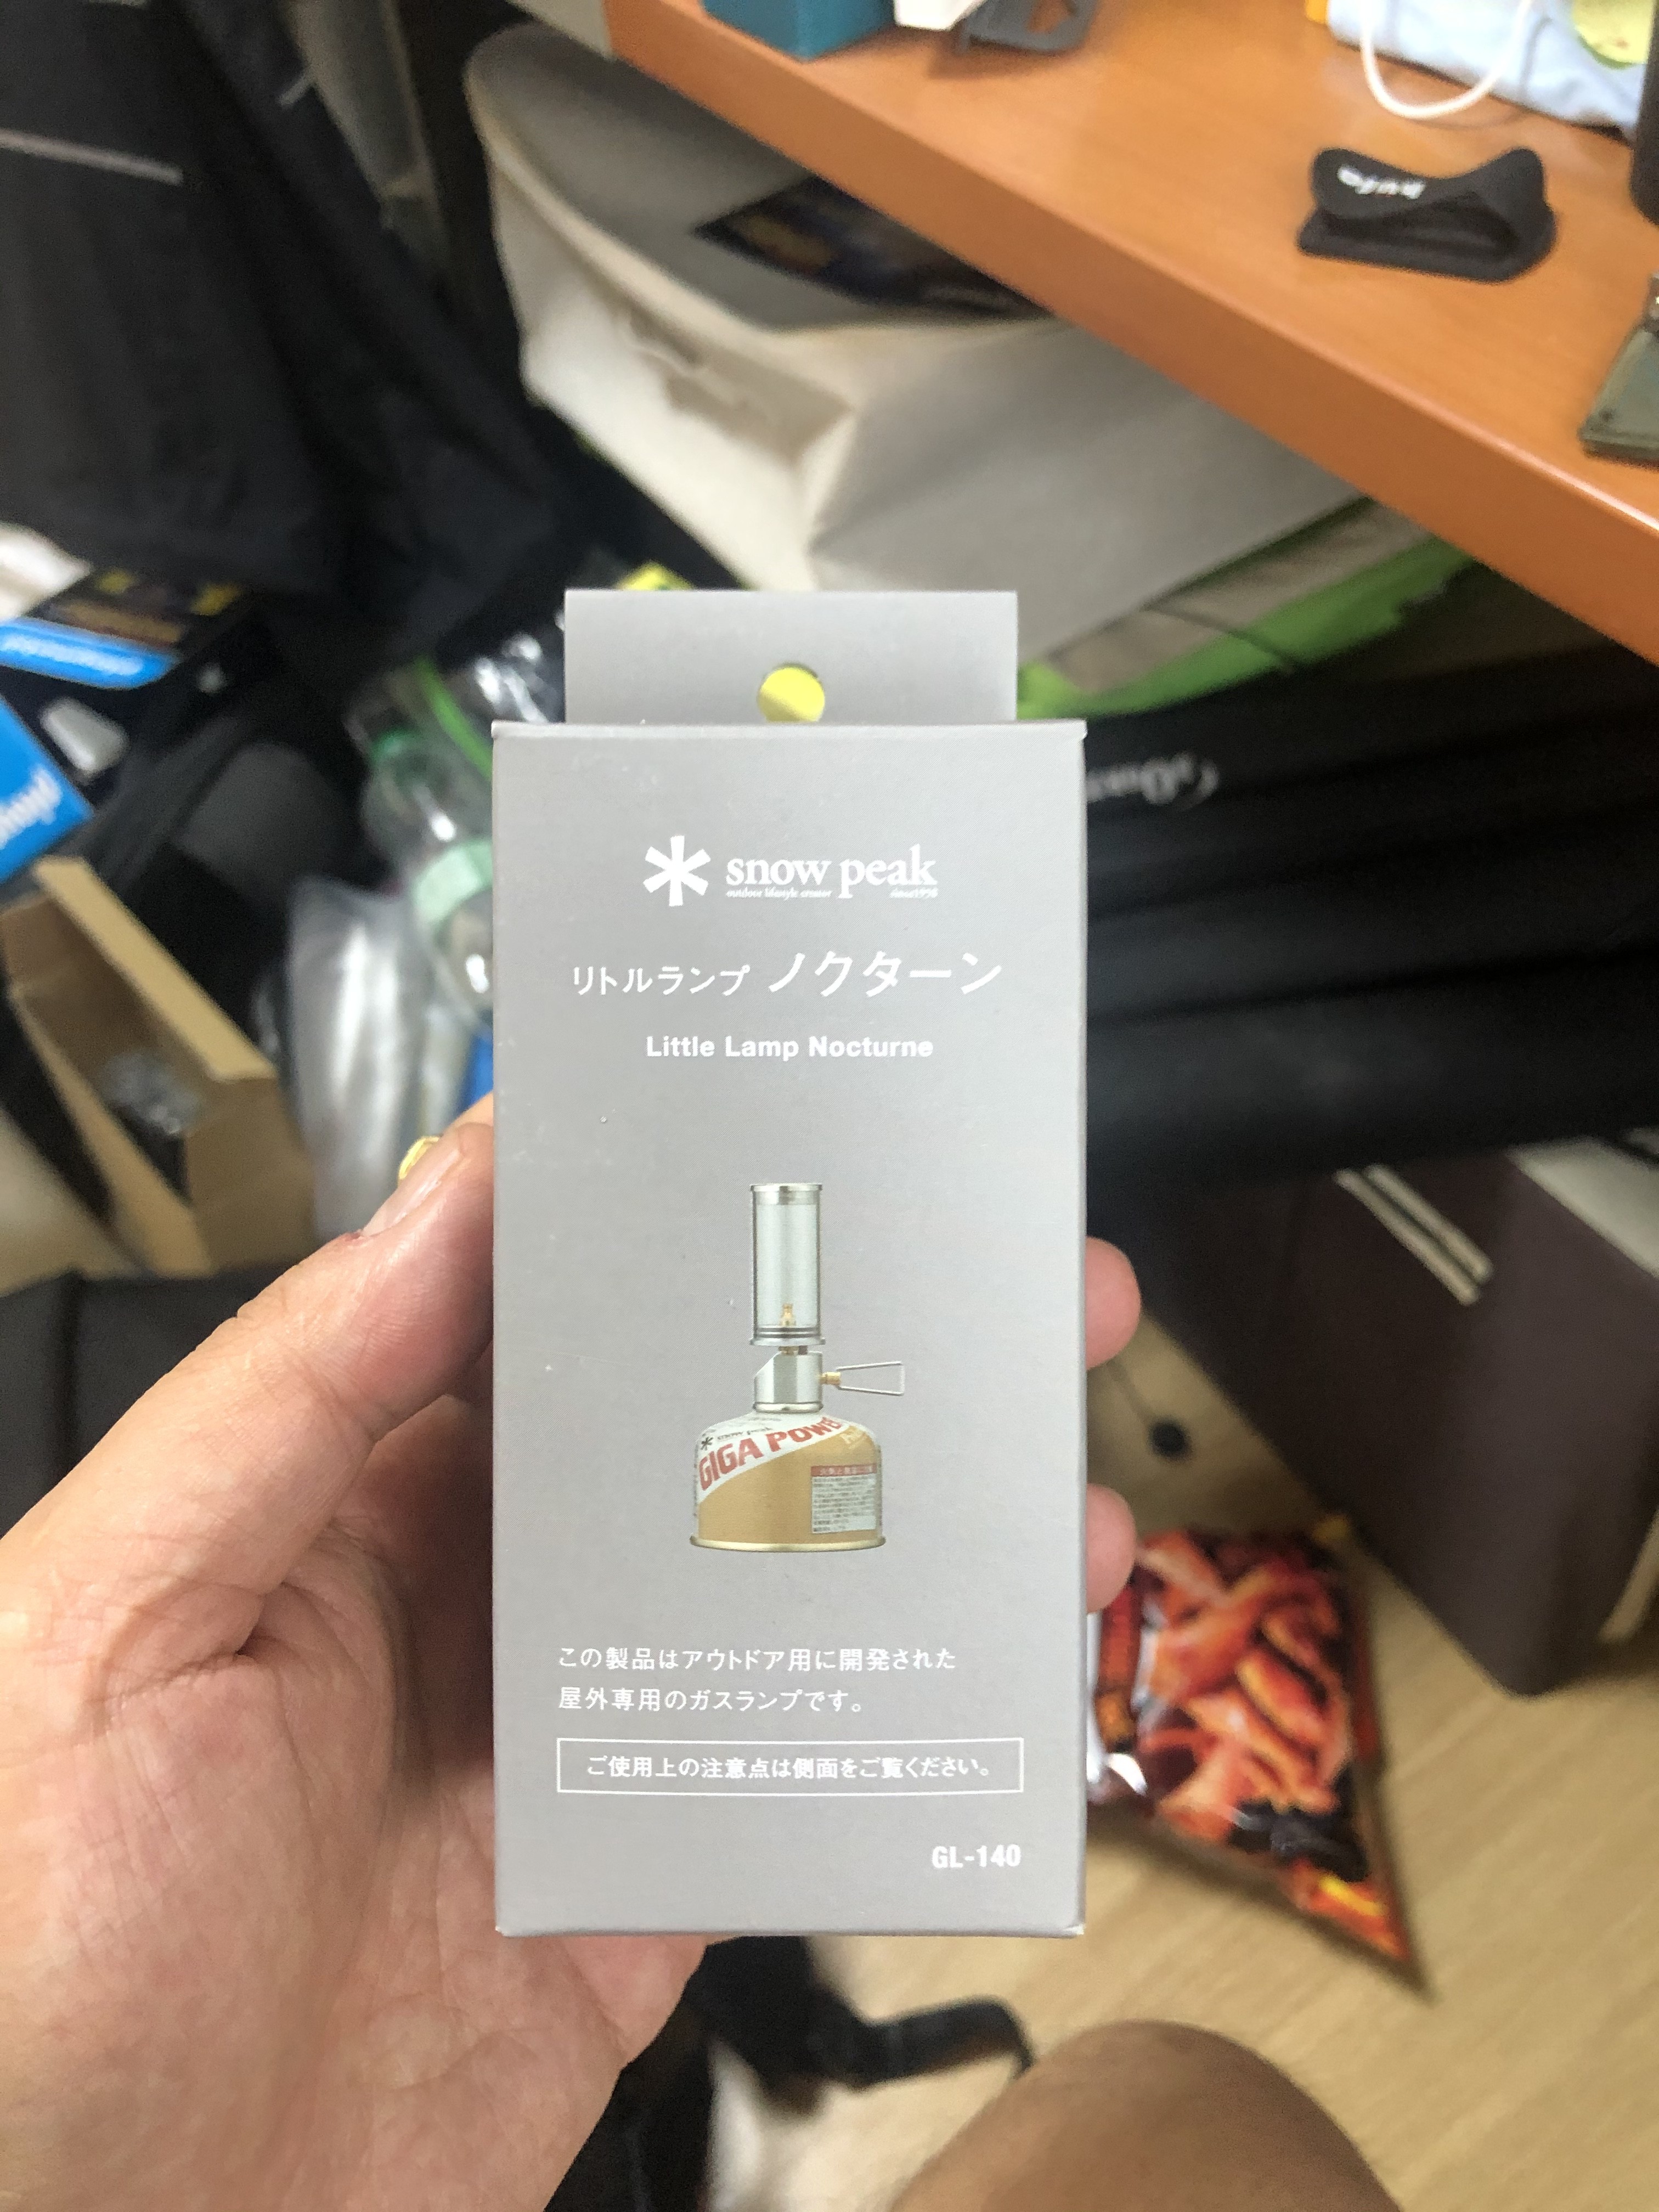 snow peak
outdoor lifestyle creator since1958
リトルランプ ノクターン
Little Lamp Nocturne
snow peak
GIGA POWER
この製品はアウトドア用に開発された
屋外専用のガスランプです。
ご使用上の注意点は側面をご覧ください。
GL-140